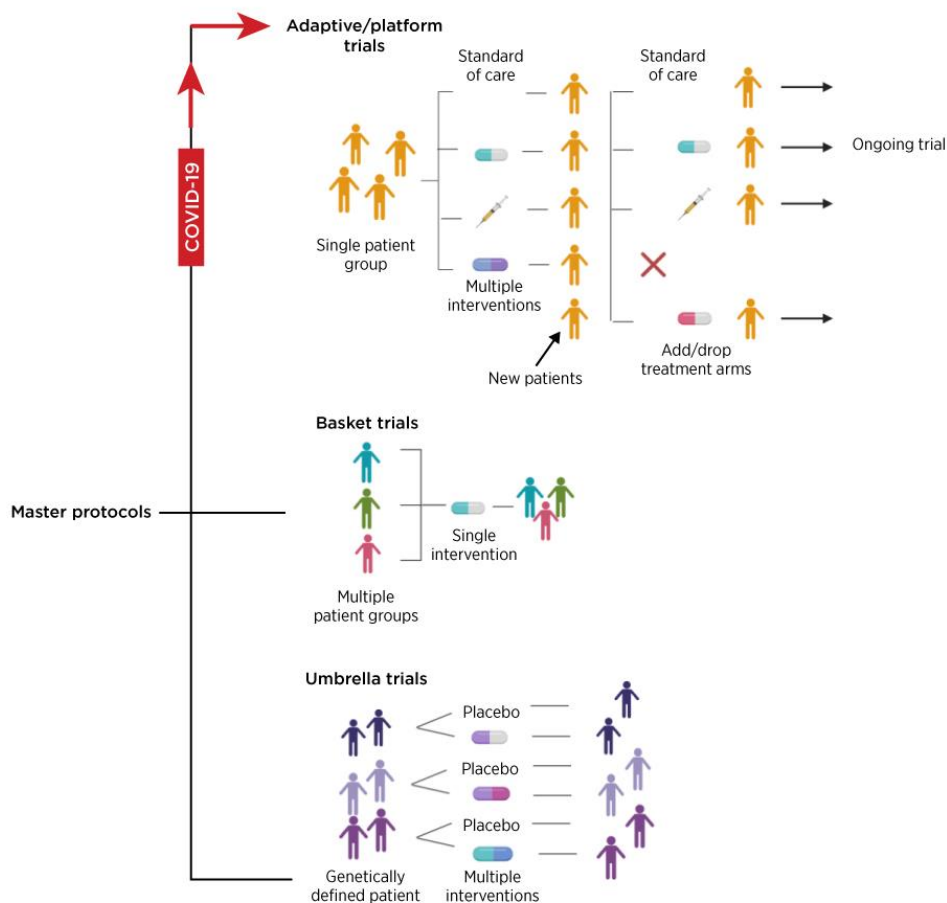 Adaptive/platform
trials
Standard
of care
Standard
of care
COVID-19
Ongoing trial
Single patient
group
Multiple
interventions
New patients
Add/drop
treatment arms
Basket trials
Master protocols
Single
intervention
Multiple
patient groups
Umbrella trials
Placebo
Placebo
Placebo
Genetically
defined patient
Multiple
interventions